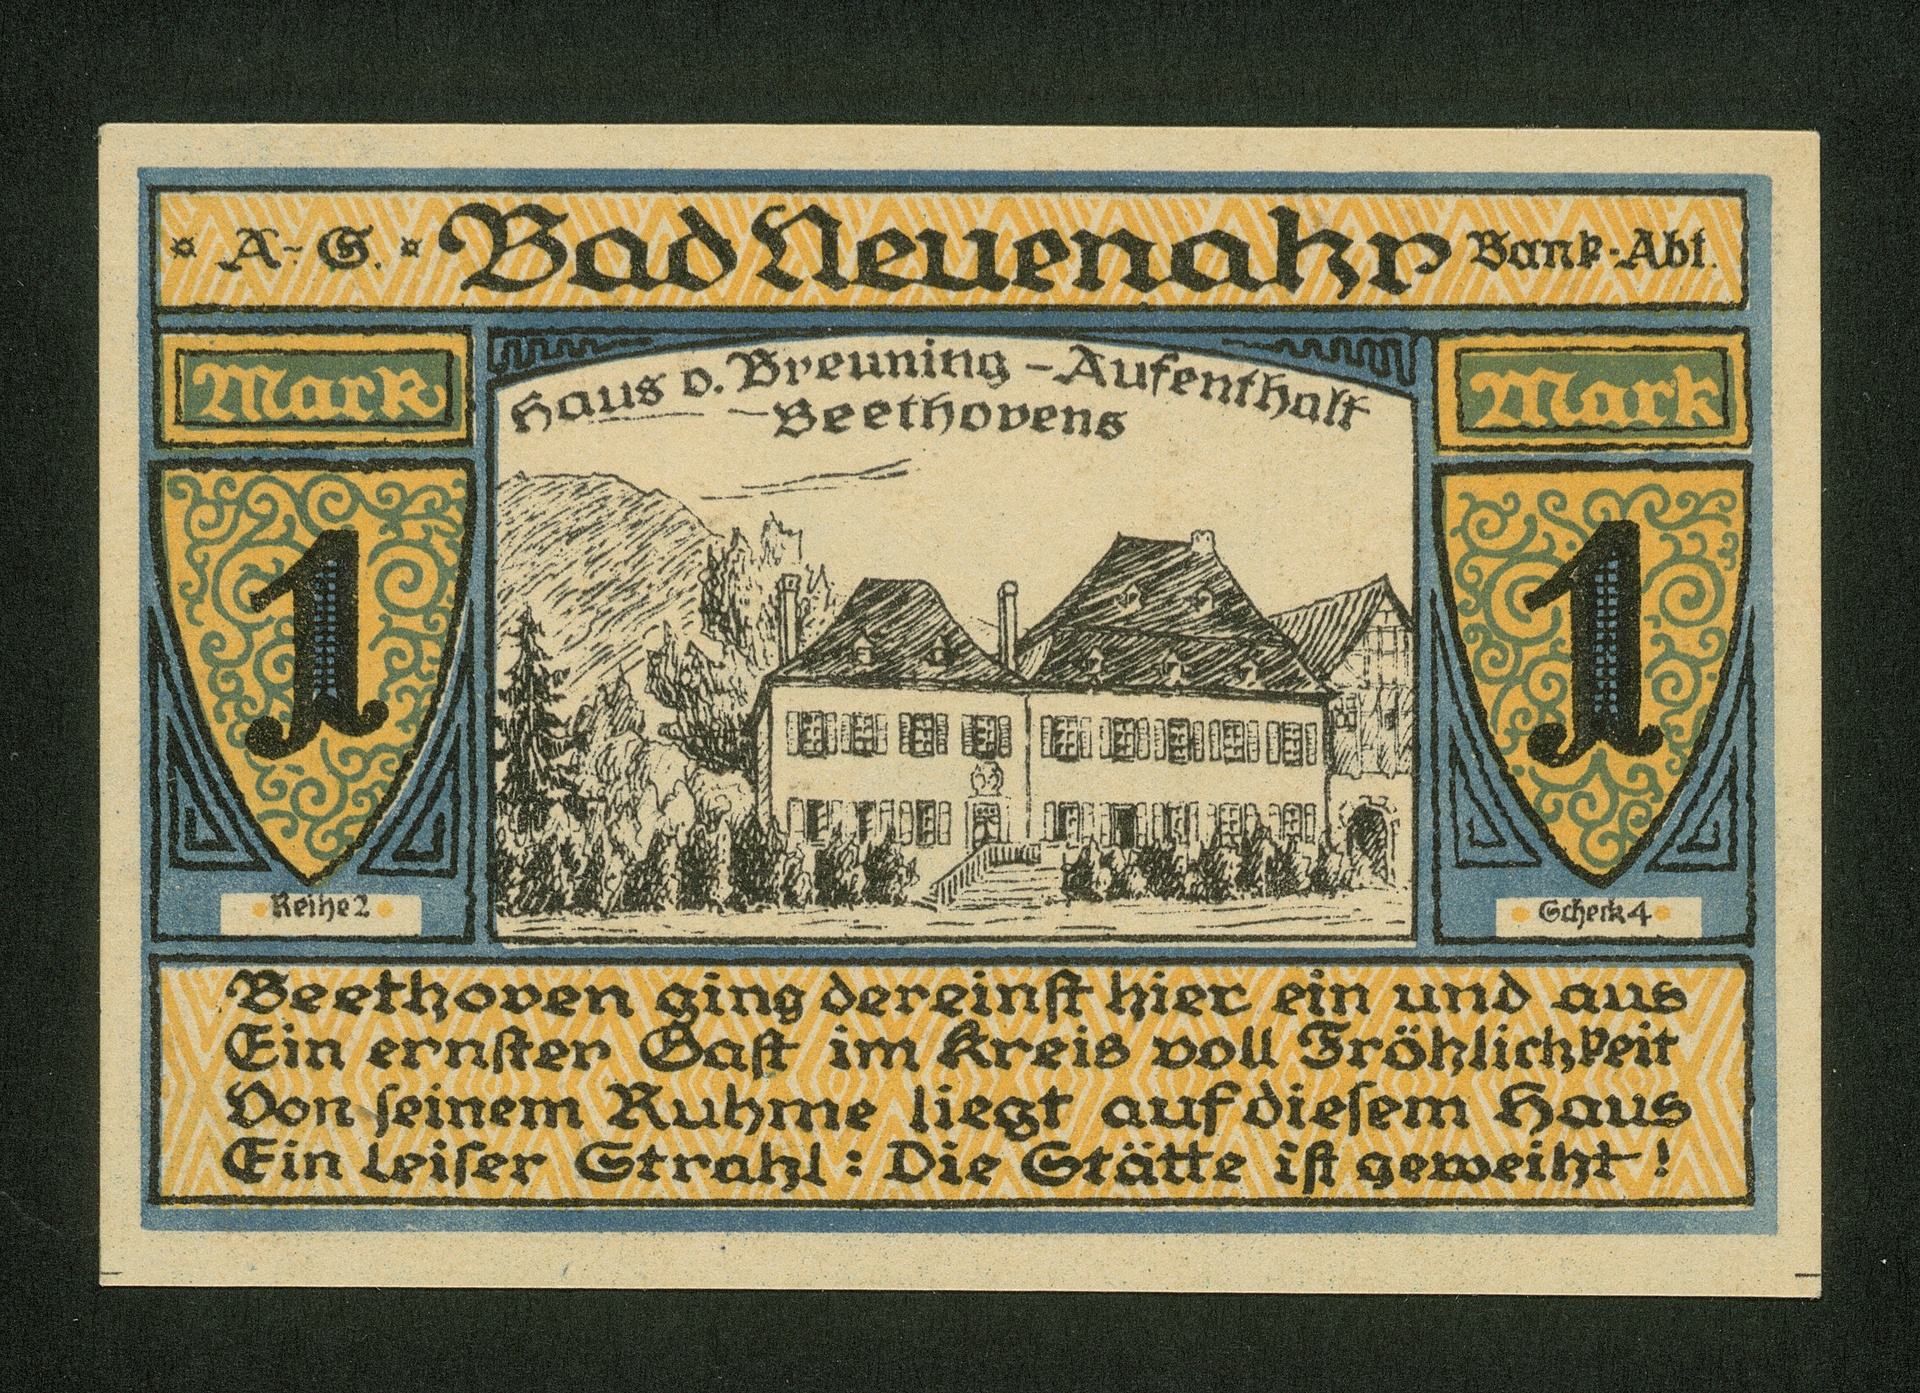 A-G. Bad Neuenahr Bank-Abt.
Mark
Haus v. Breuning – Aufenthalt
Beethovens
Mark
1
1
Reihe 2
Scheck 4
Beethoven ging dereinſt hier ein und aus
Ein ernſter Gaſt im Kreis voll Fröhlichkeit
Von ſeinem Ruhme liegt auf dieſem Haus
Ein leiſer Strahl: Die Stätte iſt geweiht!